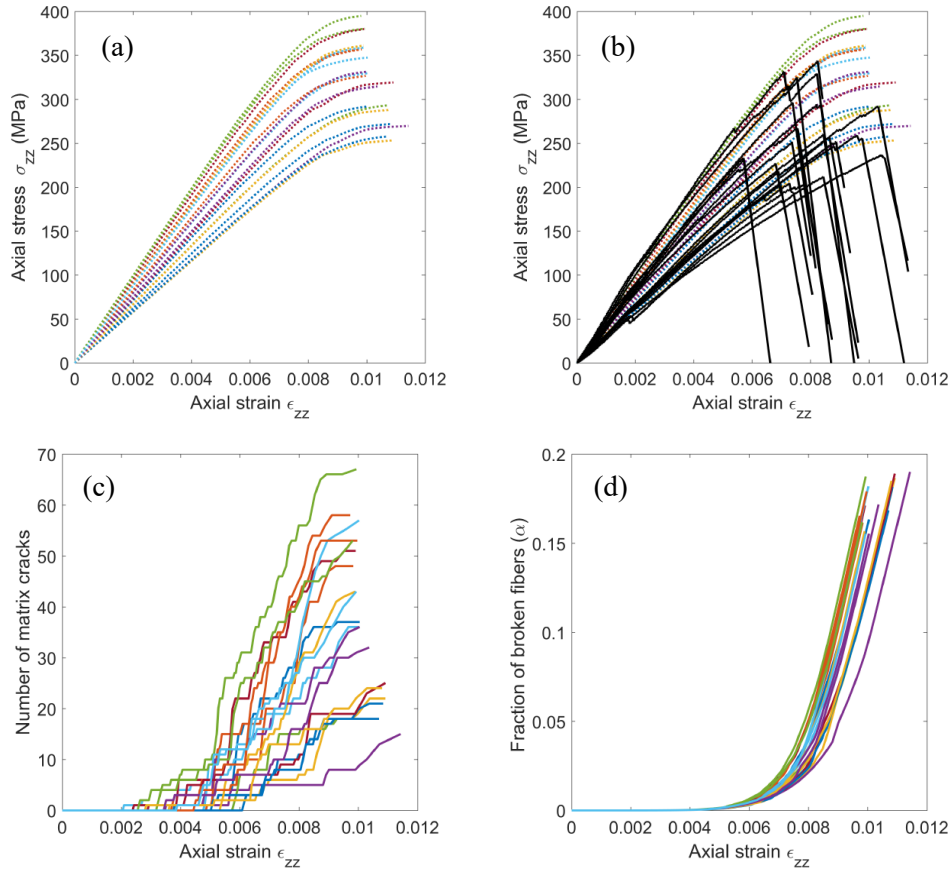 (a)
Axial stress σzz (MPa)
400
350
300
250
200
150
100
50
0
0 0.002 0.004 0.006 0.008 0.01 0.012
Axial strain ϵzz
(b)
Axial stress σzz (MPa)
400
350
300
250
200
150
100
50
0
0 0.002 0.004 0.006 0.008 0.01 0.012
Axial strain ϵzz
(c)
Number of matrix cracks
70
60
50
40
30
20
10
0
0 0.002 0.004 0.006 0.008 0.01 0.012
Axial strain ϵzz
(d)
Fraction of broken fibers (α)
0.2
0.15
0.1
0.05
0
0 0.002 0.004 0.006 0.008 0.01 0.012
Axial strain ϵzz